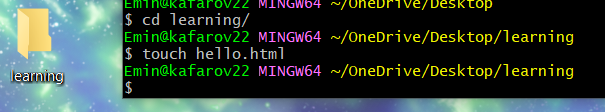 Emin@kafarov22 MINGW64 ~/OneDrive/Desktop
$ cd learning/
Emin@kafarov22 MINGW64 ~/OneDrive/Desktop/learning
$ touch hello.html
Emin@kafarov22 MINGW64 ~/OneDrive/Desktop/learning
$
learning